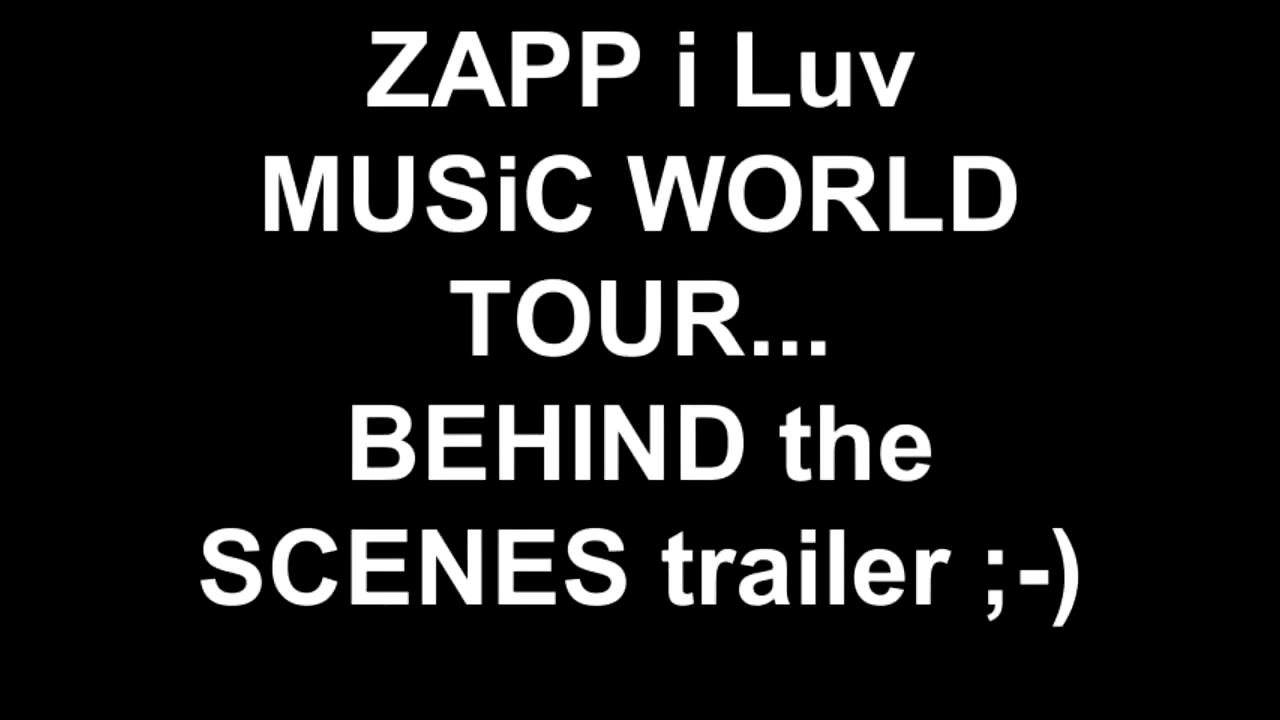 ZAPP i Luv
MUSiC WORLD
TOUR...
BEHIND the
SCENES trailer ;-)